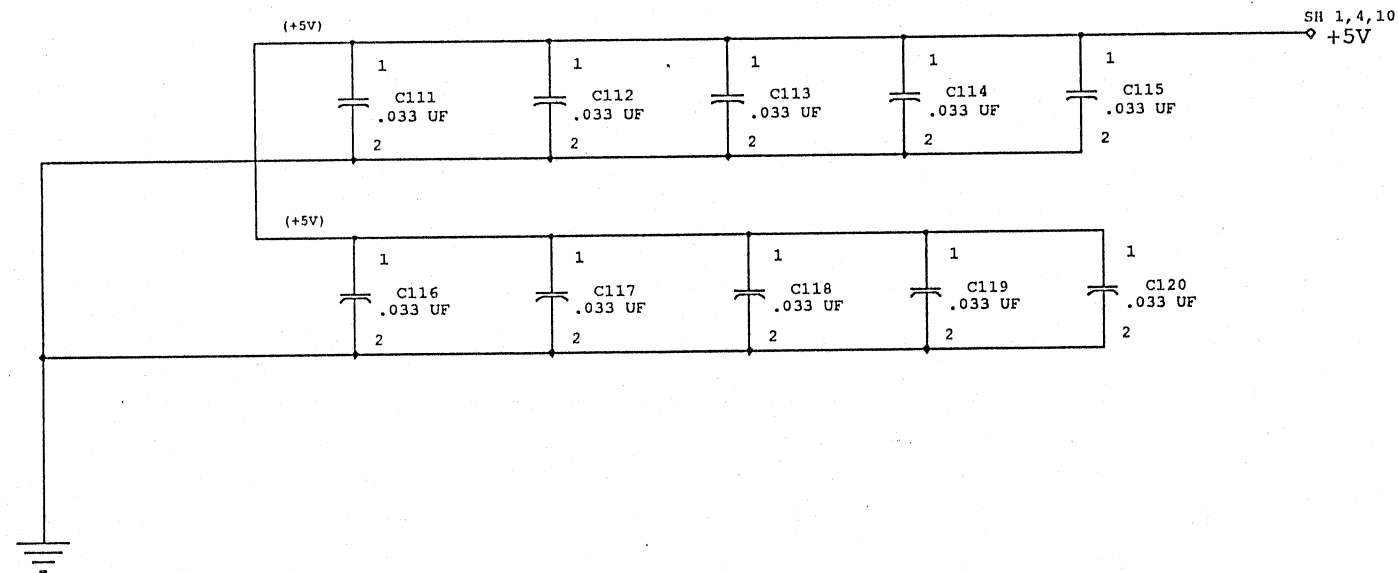 SH 1,4,10
+5V
(+5V)
1 1 1 1 1
C111 C112 C113 C114 C115
.033 UF .033 UF .033 UF .033 UF .033 UF
2 2 2 2 2
(+5V)
1 1 1 1 1
C116 C117 C118 C119 C120
.033 UF .033 UF .033 UF .033 UF .033 UF
2 2 2 2 2